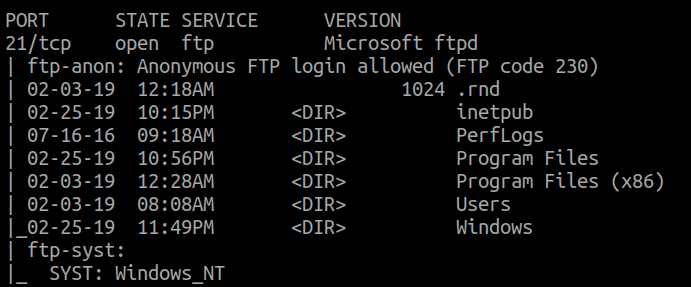 PORT      STATE SERVICE      VERSION
21/tcp    open  ftp          Microsoft ftpd
| ftp-anon: Anonymous FTP login allowed (FTP code 230)
| 02-03-19  12:18AM                 1024 .rnd
| 02-25-19  10:15PM       <DIR>          inetpub
| 07-16-16  09:18AM       <DIR>          PerfLogs
| 02-25-19  10:56PM       <DIR>          Program Files
| 02-03-19  12:28AM       <DIR>          Program Files (x86)
| 02-03-19  08:08AM       <DIR>          Users
|_02-25-19  11:49PM       <DIR>          Windows
| ftp-syst:
|_  SYST: Windows_NT